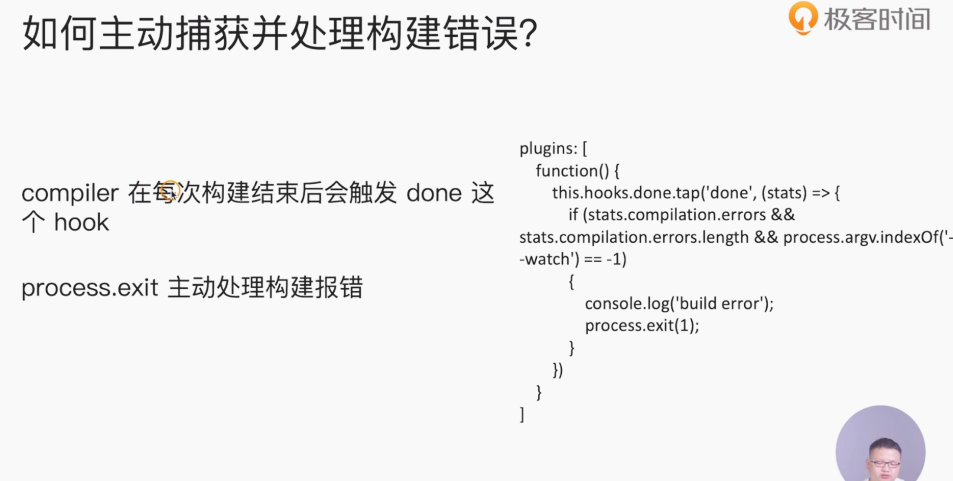 如何主动捕获并处理构建错误？
极客时间
compiler 在每次构建结束后会触发 done 这
个 hook
process.exit 主动处理构建报错
plugins: [
function() {
this.hooks.done.tap('done', (stats) => {
if (stats.compilation.errors &&
stats.compilation.errors.length && process.argv.indexOf('-
-watch') == -1)
{
console.log('build error');
process.exit(1);
}
})
}
]